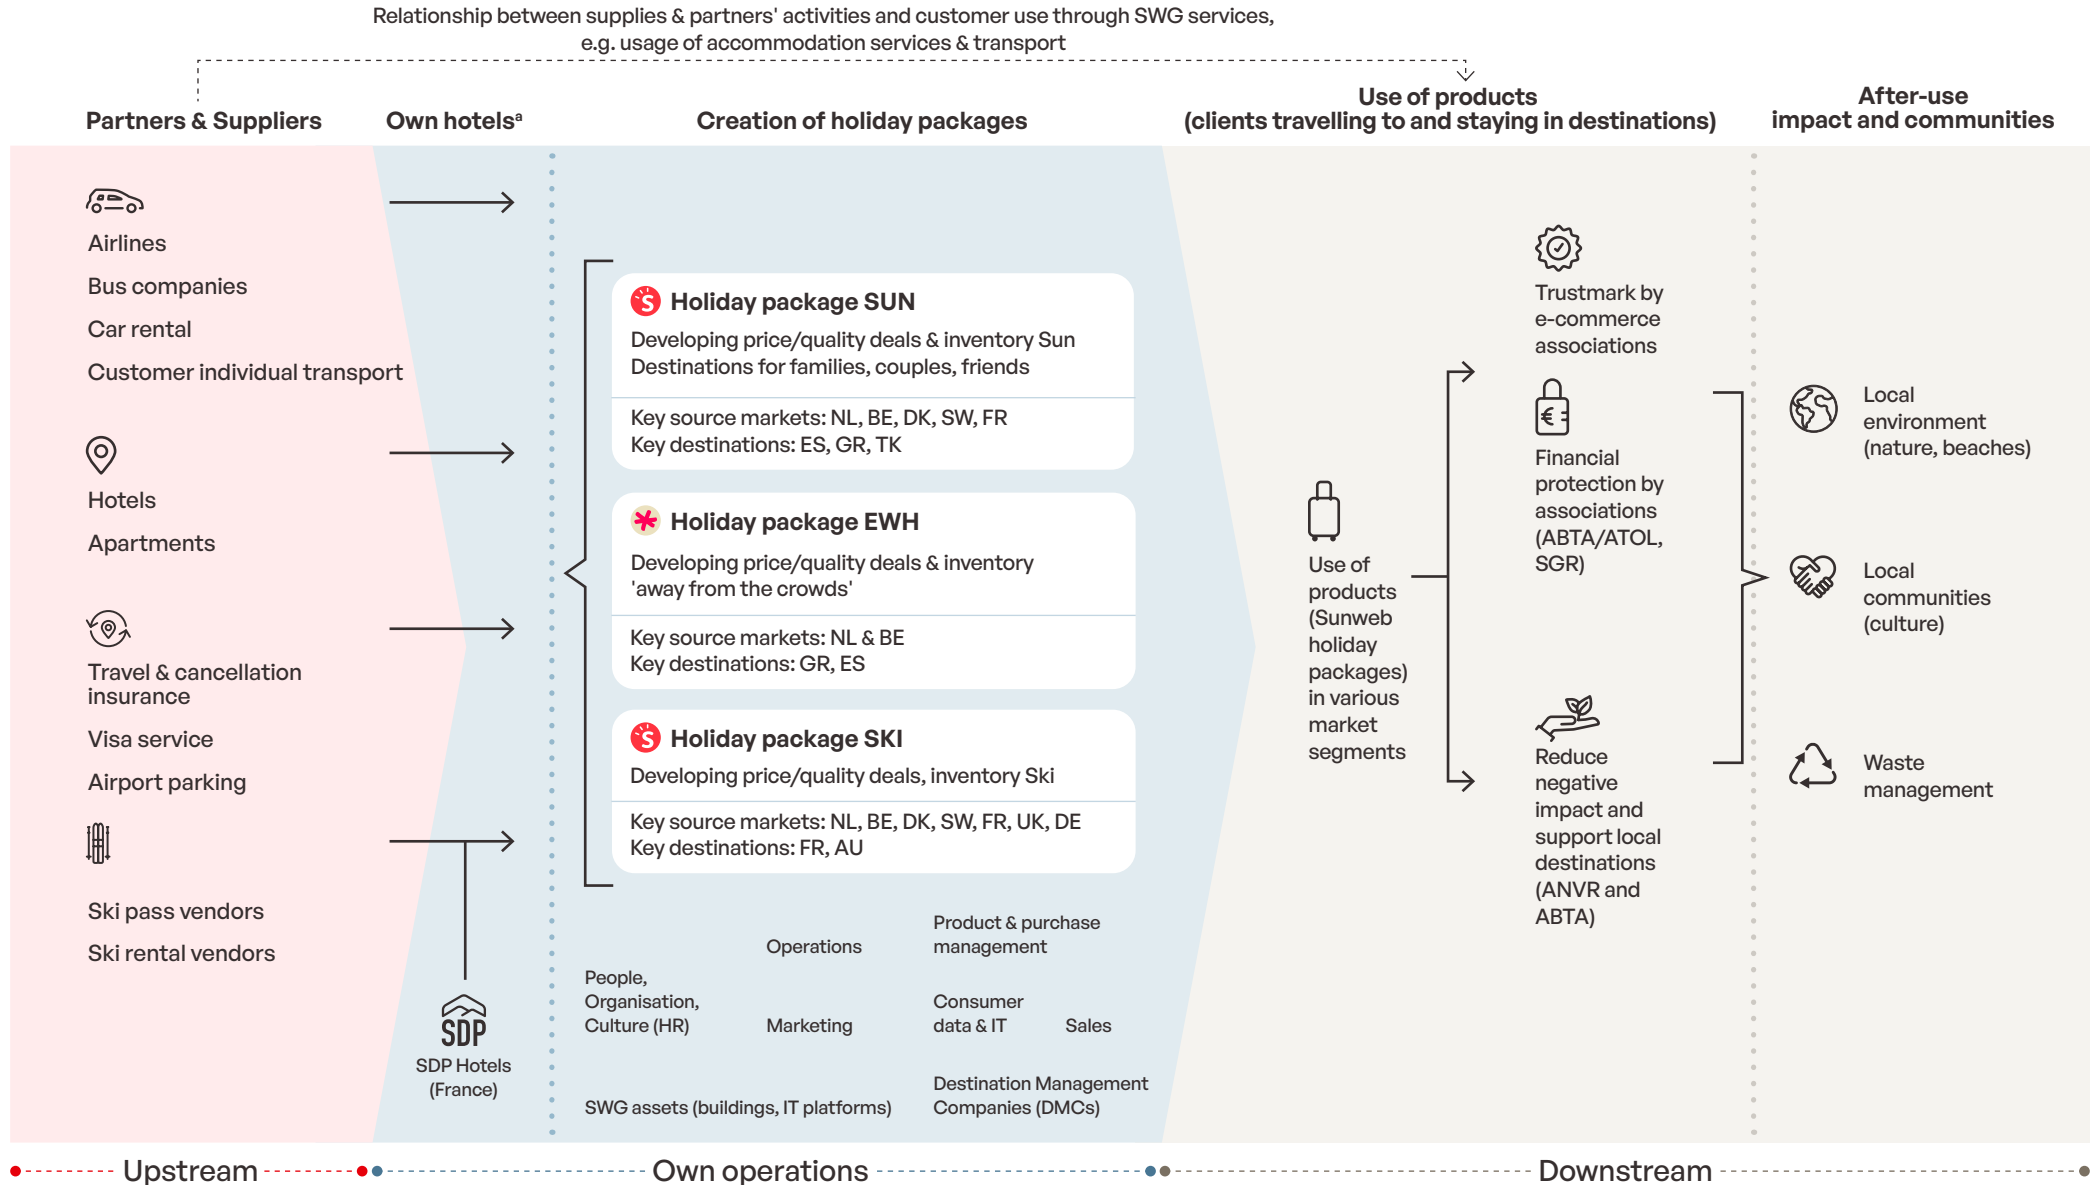 Relationship between supplies & partners' activities and customer use through SWG services,
e.g. usage of accommodation services & transport
Partners & Suppliers
Own hotelsª
Creation of holiday packages
Use of products
(clients travelling to and staying in destinations)
After-use
impact and communities
Airlines
Bus companies
Car rental
Customer individual transport
Hotels
Apartments
Travel & cancellation
insurance
Visa service
Airport parking
Ski pass vendors
Ski rental vendors
SDP
SDP Hotels
(France)
S
Holiday package SUN
Developing price/quality deals & inventory Sun
Destinations for families, couples, friends
Key source markets: NL, BE, DK, SW, FR
Key destinations: ES, GR, TK
Holiday package EWH
Developing price/quality deals & inventory
'away from the crowds'
Key source markets: NL & BE
Key destinations: GR, ES
S
Holiday package SKI
Developing price/quality deals, inventory Ski
Key source markets: NL, BE, DK, SW, FR, UK, DE
Key destinations: FR, AU
People,
Organisation,
Culture (HR)
Operations
Product & purchase
management
Marketing
Consumer
data & IT
Sales
SWG assets (buildings, IT platforms)
Destination Management
Companies (DMCs)
Use of
products
(Sunweb
holiday
packages)
in various
market
segments
Trustmark by
e-commerce
associations
€
Financial
protection by
associations
(ABTA/ATOL,
SGR)
Reduce
negative
impact and
support local
destinations
(ANVR and
ABTA)
Local
environment
(nature, beaches)
Local
communities
(culture)
Waste
management
Upstream
Own operations
Downstream